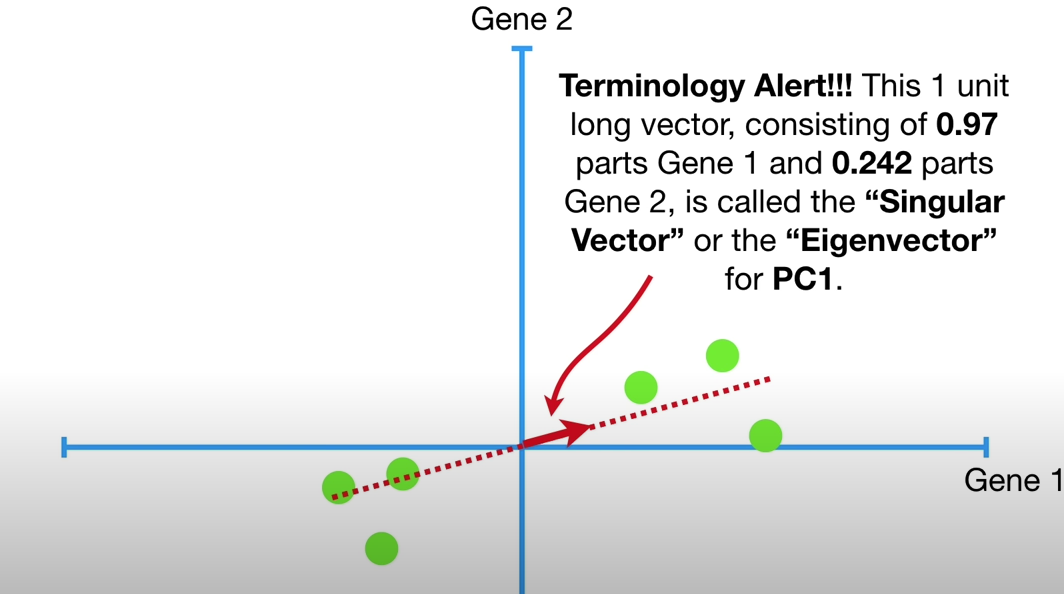 Gene 2
Terminology Alert!!! This 1 unit
long vector, consisting of 0.97
parts Gene 1 and 0.242 parts
Gene 2, is called the “Singular
Vector” or the “Eigenvector”
for PC1.
Gene 1